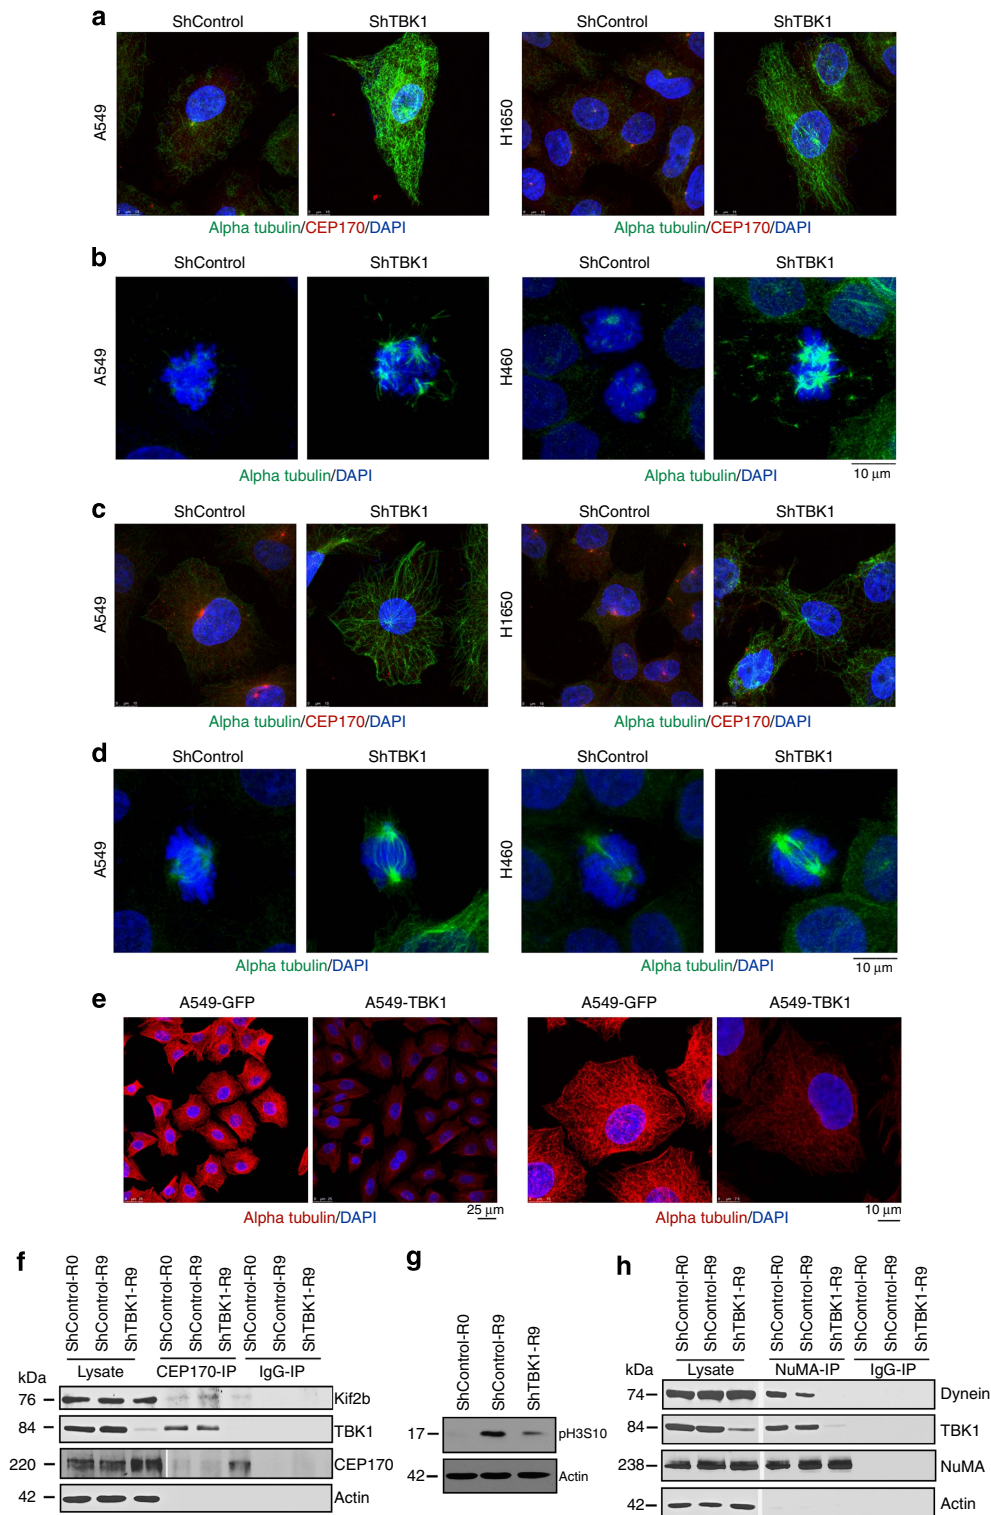 a
ShControl ShTBK1 ShControl ShTBK1
A549
H1650
Alpha tubulin/CEP170/DAPI Alpha tubulin/CEP170/DAPI
b
ShControl ShTBK1 ShControl ShTBK1
A549
H460
Alpha tubulin/DAPI Alpha tubulin/DAPI
10 μm
c
ShControl ShTBK1 ShControl ShTBK1
A549
H1650
Alpha tubulin/CEP170/DAPI Alpha tubulin/CEP170/DAPI
d
ShControl ShTBK1 ShControl ShTBK1
A549
H460
Alpha tubulin/DAPI Alpha tubulin/DAPI
10 μm
e
A549-GFP A549-TBK1 A549-GFP A549-TBK1
Alpha tubulin/DAPI 25 μm Alpha tubulin/DAPI 10 μm
f
ShControl-R0 ShControl-R9 ShTBK1-R9 ShControl-R0 ShControl-R9 ShTBK1-R9 ShControl-R0 ShControl-R9 ShTBK1-R9
Lysate CEP170-IP IgG-IP
kDa
76 Kif2b
84 TBK1
220 CEP170
42 Actin
g
ShControl-R0 ShControl-R9 ShTBK1-R9
17 pH3S10
42 Actin
h
ShControl-R0 ShControl-R9 ShTBK1-R9 ShControl-R0 ShControl-R9 ShTBK1-R9 ShControl-R0 ShControl-R9 ShTBK1-R9
kDa Lysate NuMA-IP IgG-IP
74 Dynein
84 TBK1
238 NuMA
42 Actin